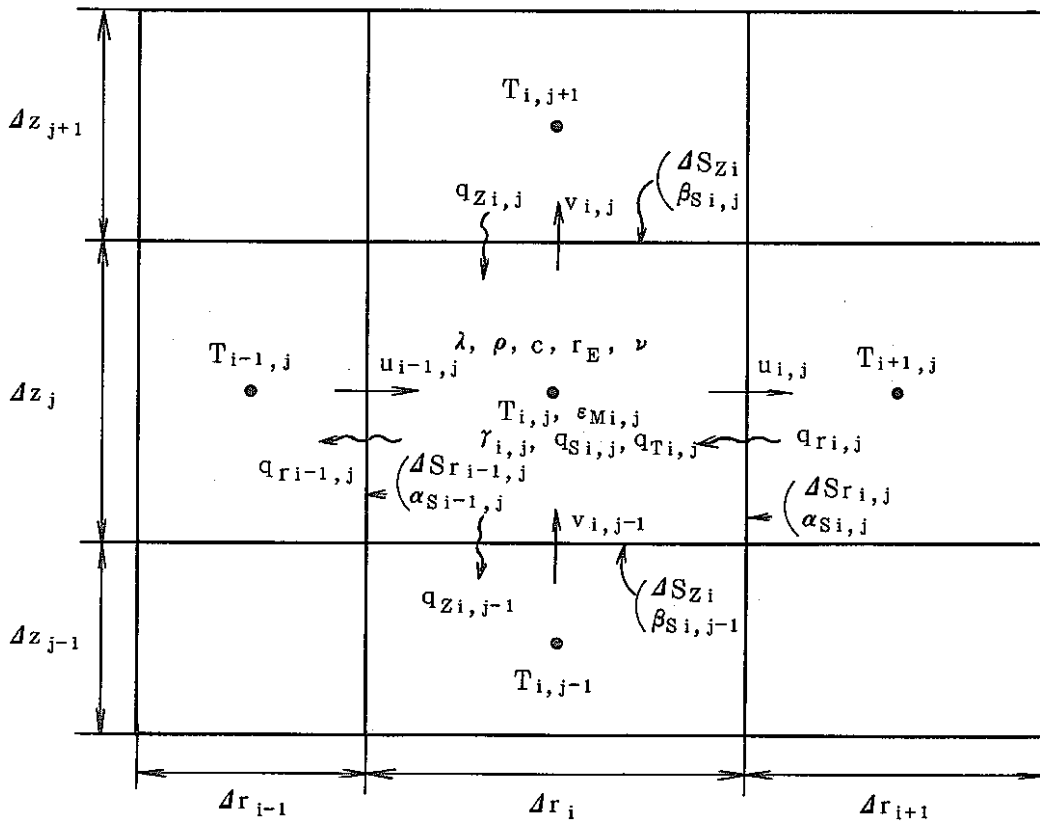 T i, j+1
Δz j+1
ΔS Z i
β S i, j
q Z i, j
v i, j
λ, ρ, c, r E, ν
T i-1, j
u i-1, j
u i, j
T i+1, j
Δz j
T i, j, ε M i, j
γ i, j, q S i, j, q T i, j
q r i, j
q r i-1, j
ΔS r i-1, j
α S i-1, j
ΔS r i, j
α S i, j
v i, j-1
q Z i, j-1
ΔS Z i
β S i, j-1
Δz j-1
T i, j-1
Δr i-1
Δr i
Δr i+1